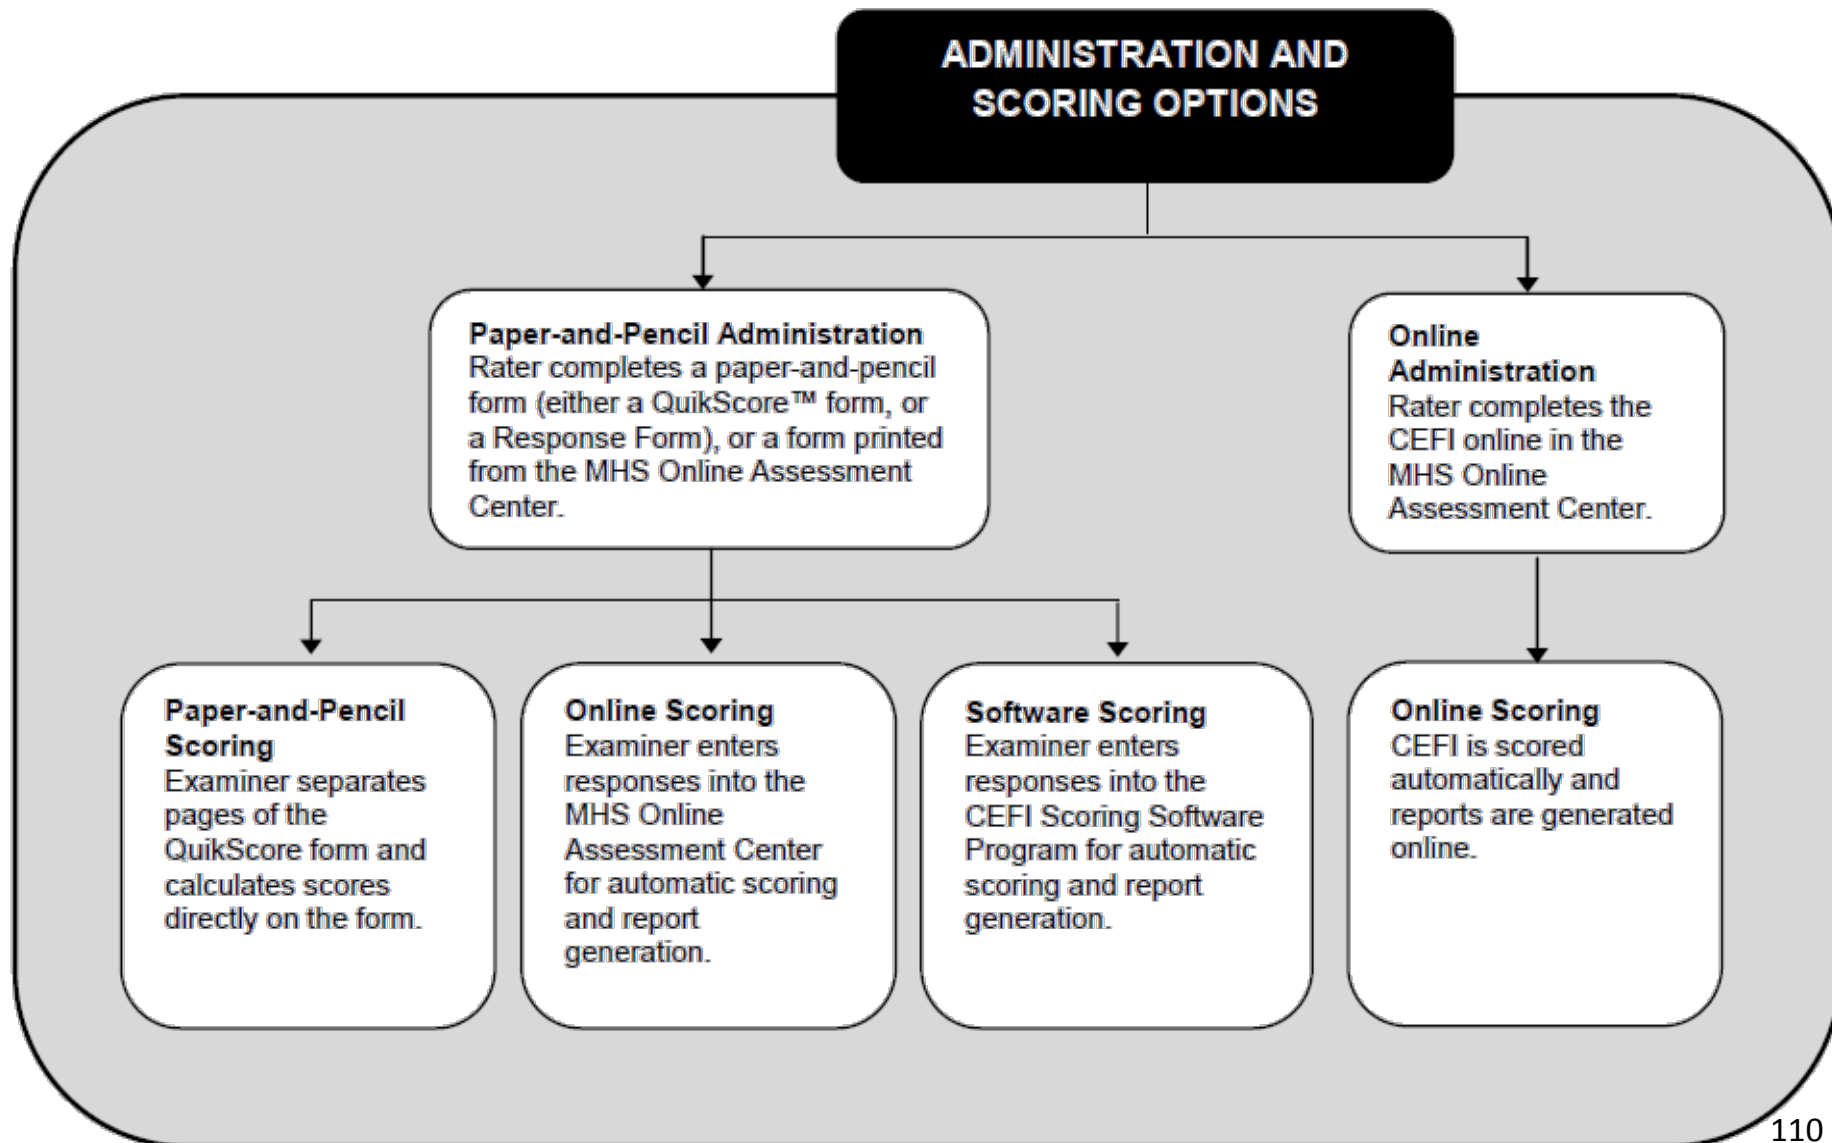 ADMINISTRATION AND
SCORING OPTIONS
Paper-and-Pencil Administration
Rater completes a paper-and-pencil
form (either a QuikScore™ form, or
a Response Form), or a form printed
from the MHS Online Assessment
Center.
Online
Administration
Rater completes the
CEFI online in the
MHS Online
Assessment Center.
Paper-and-Pencil
Scoring
Examiner separates
pages of the
QuikScore form and
calculates scores
directly on the form.
Online Scoring
Examiner enters
responses into the
MHS Online
Assessment Center
for automatic scoring
and report
generation.
Software Scoring
Examiner enters
responses into the
CEFI Scoring Software
Program for automatic
scoring and report
generation.
Online Scoring
CEFI is scored
automatically and
reports are generated
online.
110